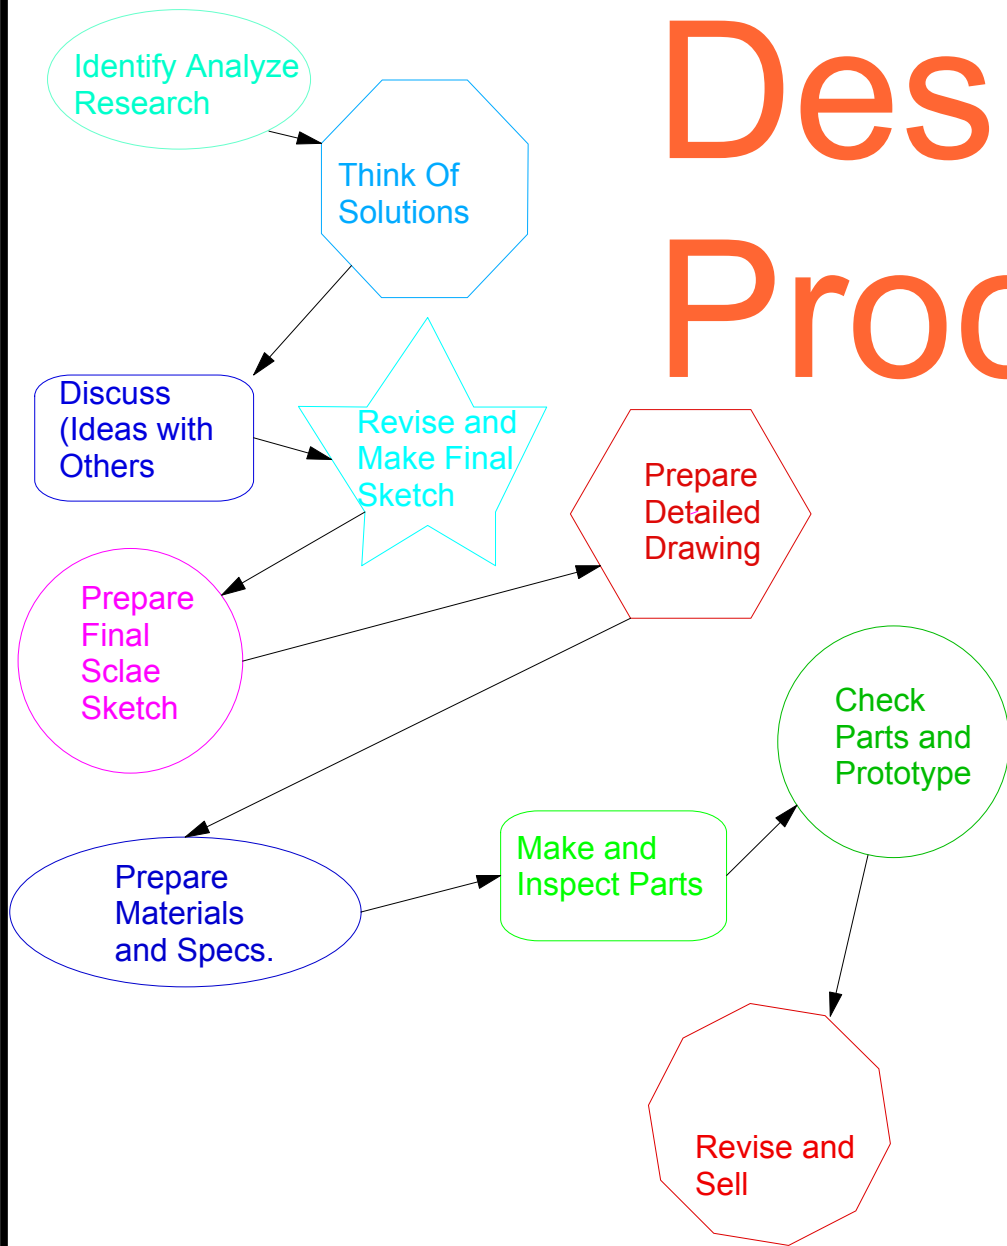 Des
Proc
Identify Analyze
Research
Think Of
Solutions
Discuss
(Ideas with
Others
Revise and
Make Final
Sketch
Prepare
Final
Sclae
Sketch
Prepare
Detailed
Drawing
Prepare
Materials
and Specs.
Make and
Inspect Parts
Check
Parts and
Prototype
Revise and
Sell